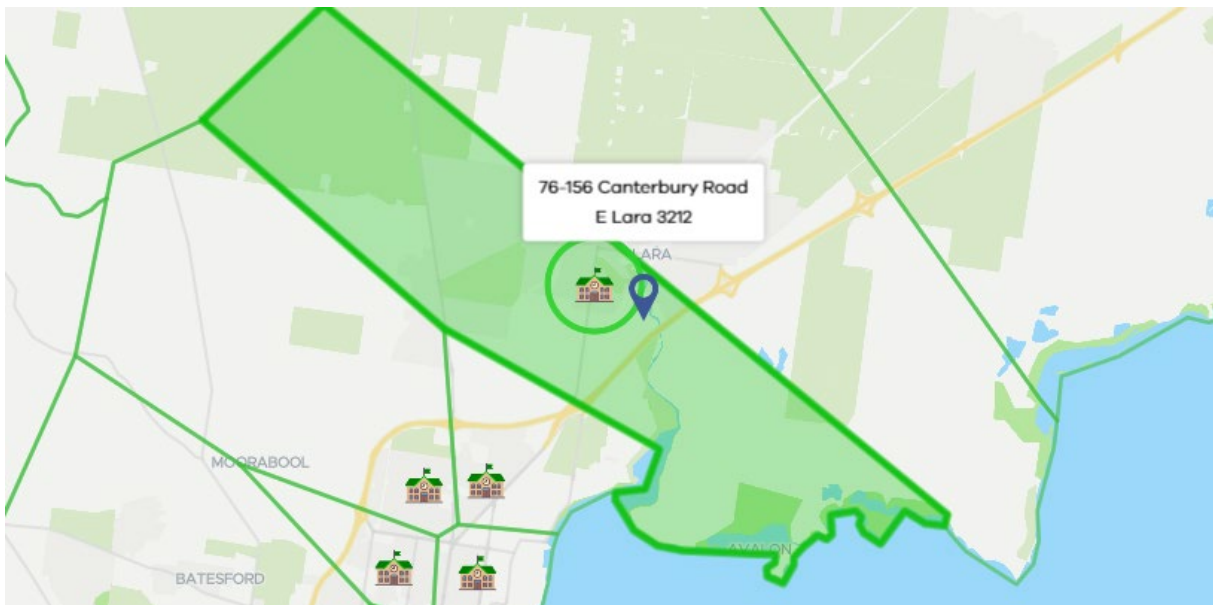 76-156 Canterbury Road
E Lara 3212
LARA
MOORABOOL
AVALON
BATESFORD